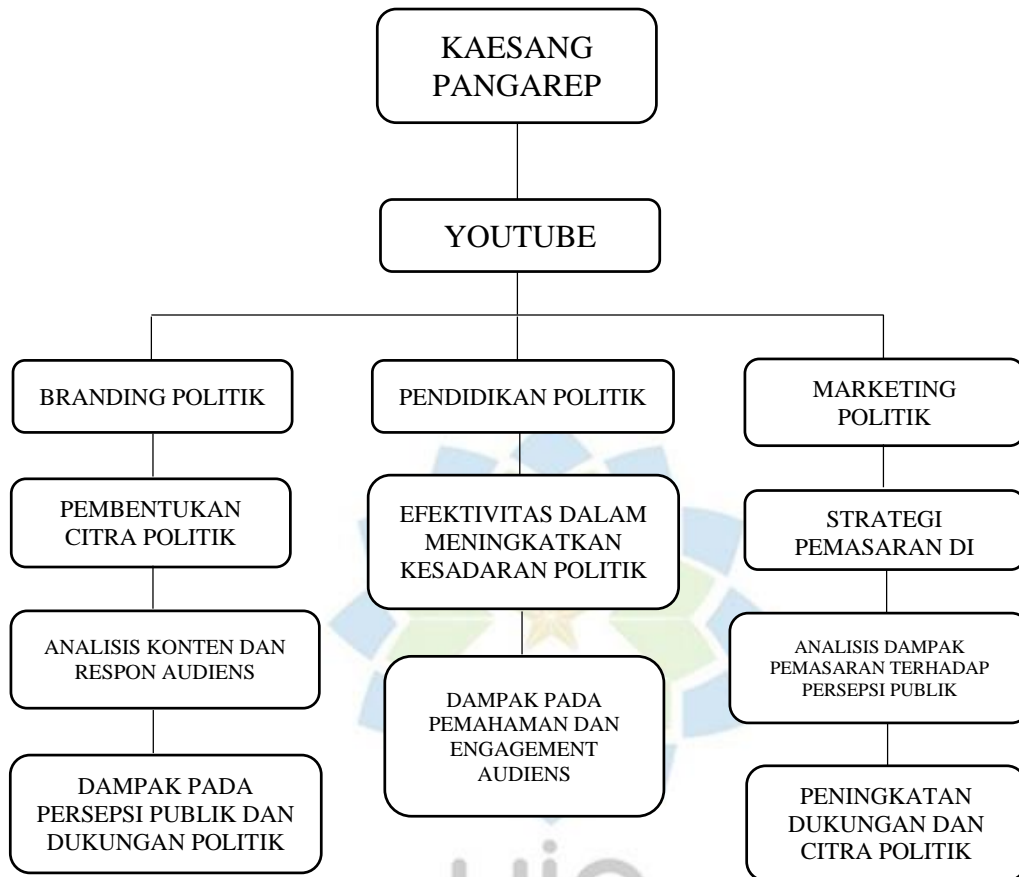 KAESANG
PANGAREP
YOUTUBE
BRANDING POLITIK
PEMBENTUKAN
CITRA POLITIK
ANALISIS KONTEN DAN
RESPON AUDIENS
DAMPAK PADA
PERSEPSI PUBLIK DAN
DUKUNGAN POLITIK
PENDIDIKAN POLITIK
EFEKTIVITAS DALAM
MENINGKATKAN
KESADARAN POLITIK
DAMPAK PADA
PEMAHAMAN DAN
ENGAGEMENT
AUDIENS
MARKETING
POLITIK
STRATEGI
PEMASARAN DI
ANALISIS DAMPAK
PEMASARAN TERHADAP
PERSEPSI PUBLIK
PENINGKATAN
DUKUNGAN DAN
CITRA POLITIK